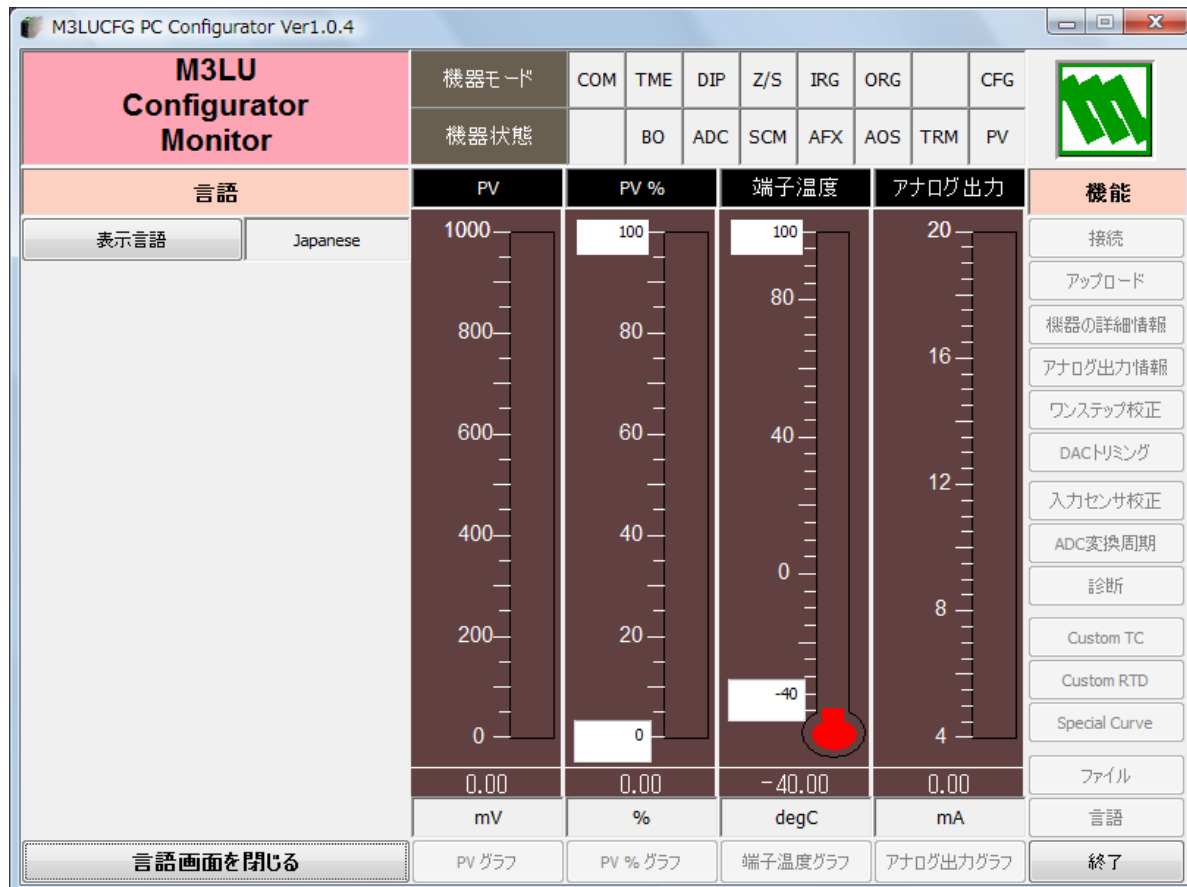 M3LUCFG PC Configurator Ver1.0.4
M3LU
Configurator
Monitor
機器モード
COM
TME
DIP
Z/S
IRG
ORG
CFG
機器状態
BO
ADC
SCM
AFX
AOS
TRM
PV
言語
表示言語
Japanese
PV
1000
800
600
400
200
0
0.00
mV
PV グラフ
PV %
100
80
60
40
20
0
0.00
%
PV % グラフ
端子温度
100
80
40
0
-40
-40.00
degC
端子温度グラフ
アナログ出力
20
16
12
8
4
0.00
mA
アナログ出力グラフ
機能
接続
アップロード
機器の詳細情報
アナログ出力情報
ワンステップ校正
DACトリミング
入力センサ校正
ADC変換周期
診断
Custom TC
Custom RTD
Special Curve
ファイル
言語
終了
言語画面を閉じる